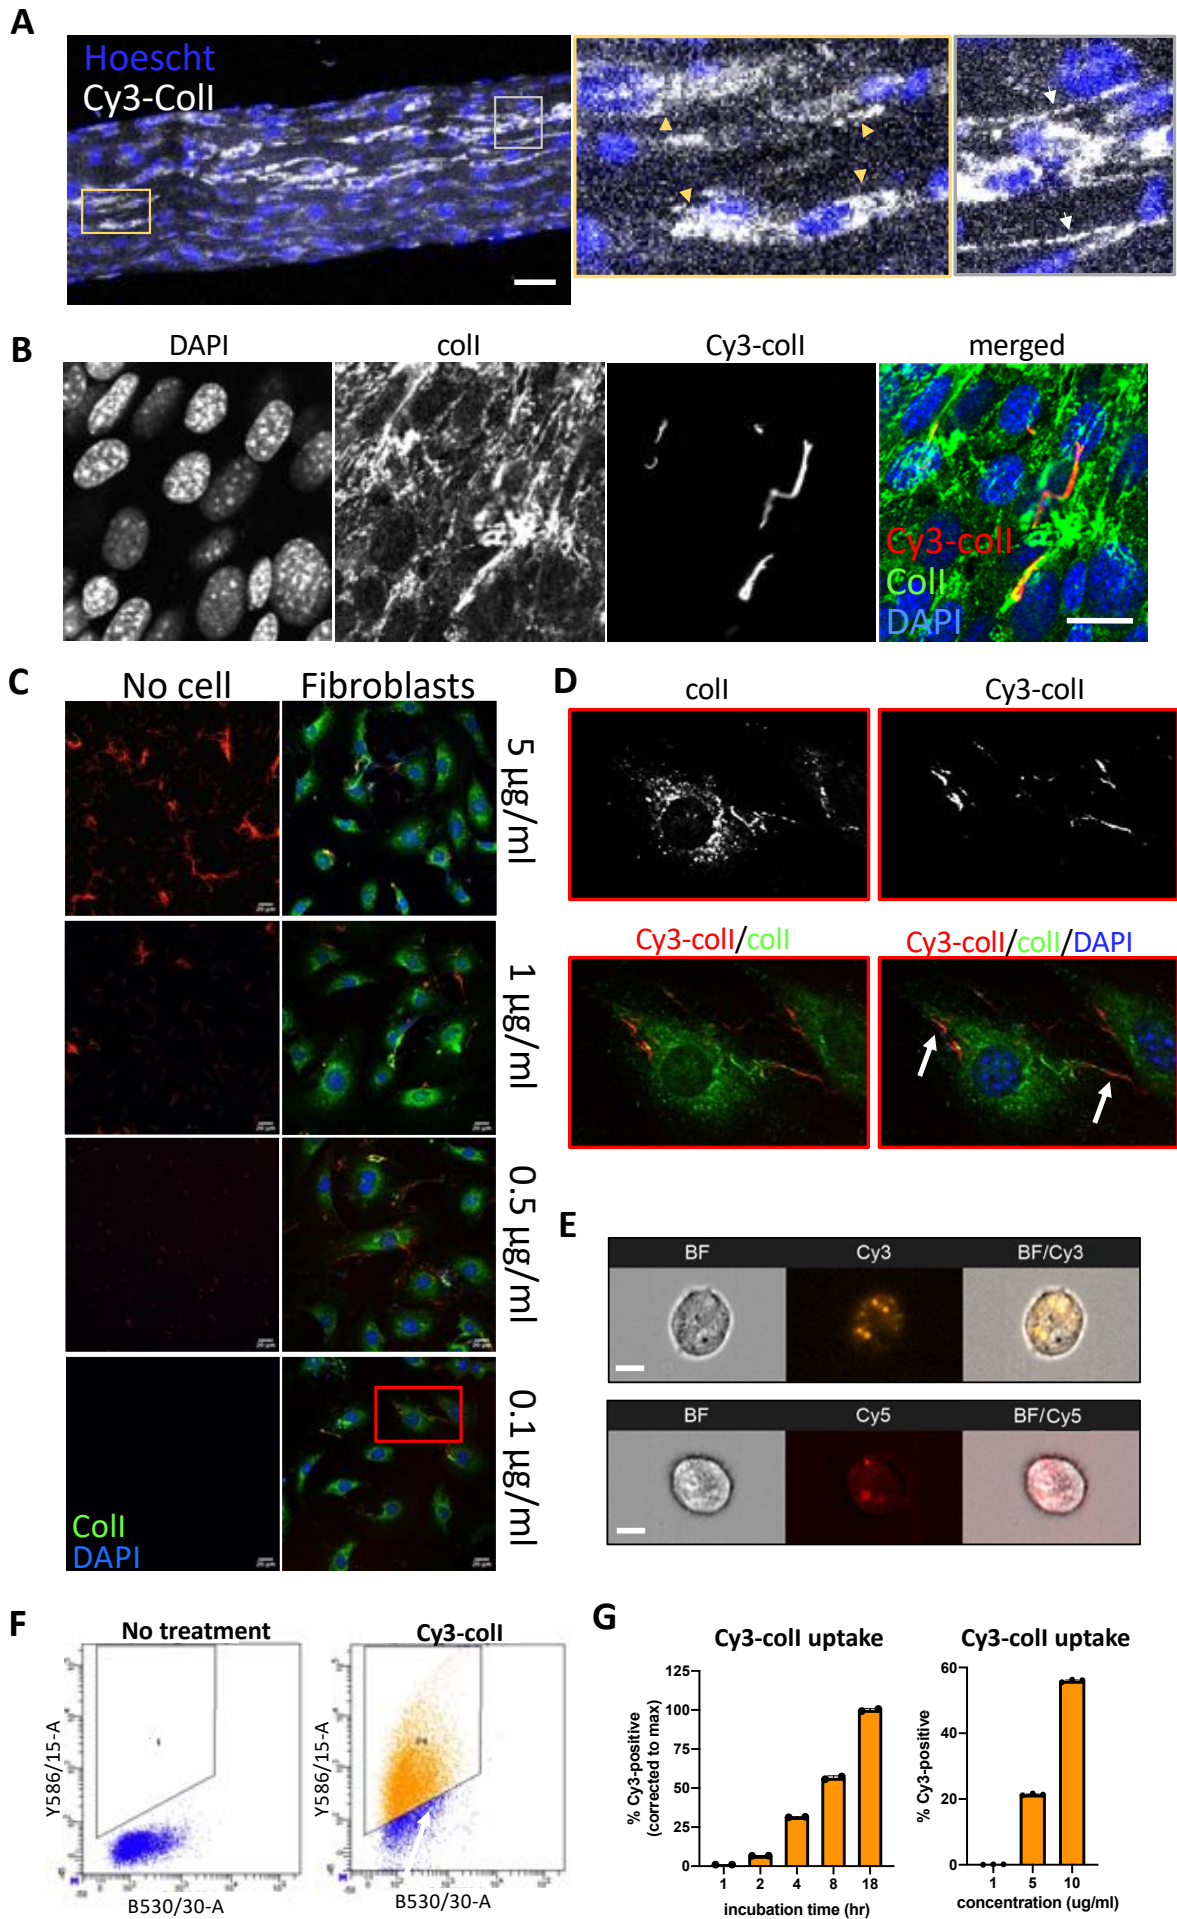 A
Hoescht
Cy3-ColI
B
DAPI
colI
Cy3-colI
merged
Cy3-colI
ColI
DAPI
C
No cell
Fibroblasts
5 µg/ml
1 µg/ml
0.5 µg/ml
0.1 µg/ml
ColI
DAPI
D
colI
Cy3-colI
Cy3-colI/colI
Cy3-colI/colI/DAPI
E
BF
Cy3
BF/Cy3
BF
Cy5
BF/Cy5
F
No treatment
Cy3-colI
Y586/15-A
B530/30-A
Y586/15-A
B530/30-A
G
Cy3-colI uptake
% Cy3-positive
(corrected to max)
125
100
75
50
25
0
1 2 4 8 18
incubation time (hr)
Cy3-colI uptake
% Cy3-positive
60
40
20
0
1 5 10
concentration (ug/ml)